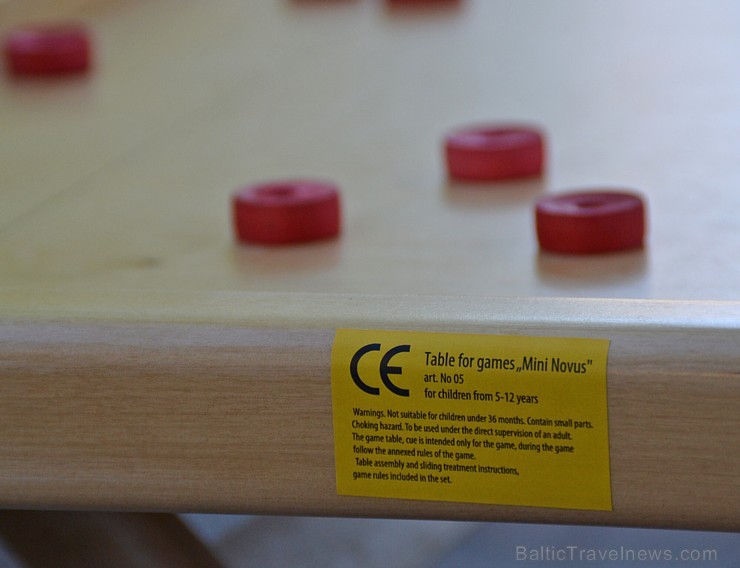 CE
Table for games „Mini Novus"
art. No 05
for children from 5-12 years
Warnings. Not suitable for children under 36 months. Contain small parts.
Choking hazard. To be used under the direct supervision of an adult.
The game table, cue is intended only for the game, during the game
follow the annexed rules of the game.
Table assembly and sliding treatment instructions,
game rules included in the set.
BalticTravelnews.com